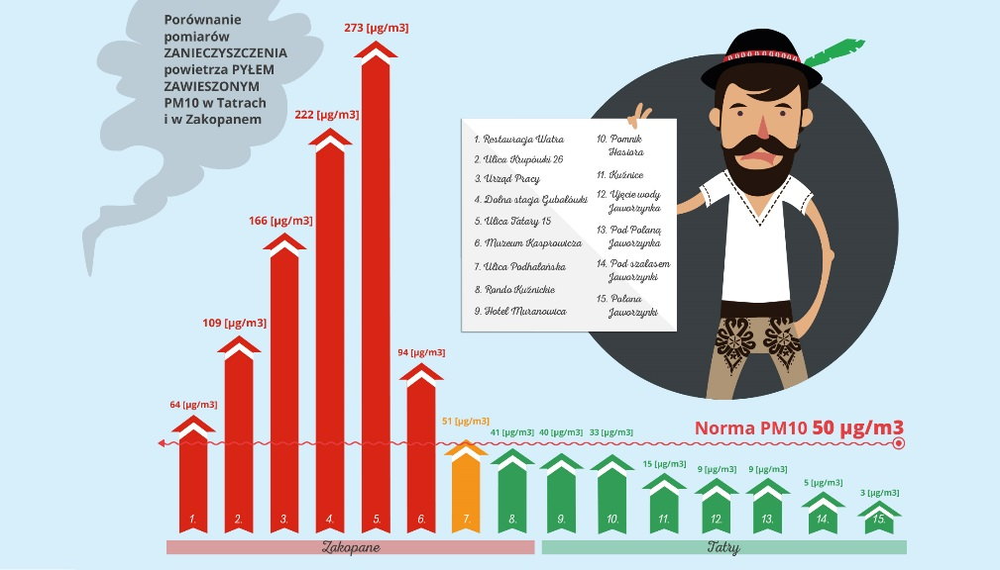 Porównanie
pomiarów
ZANIECZYSZCZENIA
powietrza PYŁEM
ZAWIESZONYM
PM10 w Tatrach
i w Zakopanem
273 [µg/m3]
222 [µg/m3]
166 [µg/m3]
109 [µg/m3]
94 [µg/m3]
64 [µg/m3]
51 [µg/m3]
41 [µg/m3]
40 [µg/m3]
33 [µg/m3]
15 [µg/m3]
9 [µg/m3]
9 [µg/m3]
5 [µg/m3]
3 [µg/m3]
1. Restauracja Watra
2. Ulica Krupówki 26
3. Urząd Pracy
4. Dolna stacja Gubałówki
5. Ulica Tatary 15
6. Muzeum Kasprowicza
7. Ulica Podhalańska
8. Rondo Kuźnickie
9. Hotel Muranowica
10. Pomnik
Hasiora
11. Kuźnice
12. Ujęcie wody
Jaworzynka
13. Pod Polaną
Jaworzynka
14. Pod szałasem
Jaworzynki
15. Polana
Jaworzynki
Norma PM10 50 µg/m3
1.
2.
3.
4.
5.
6.
7.
8.
9.
10.
11.
12.
13.
14.
15.
Zakopane
Tatry